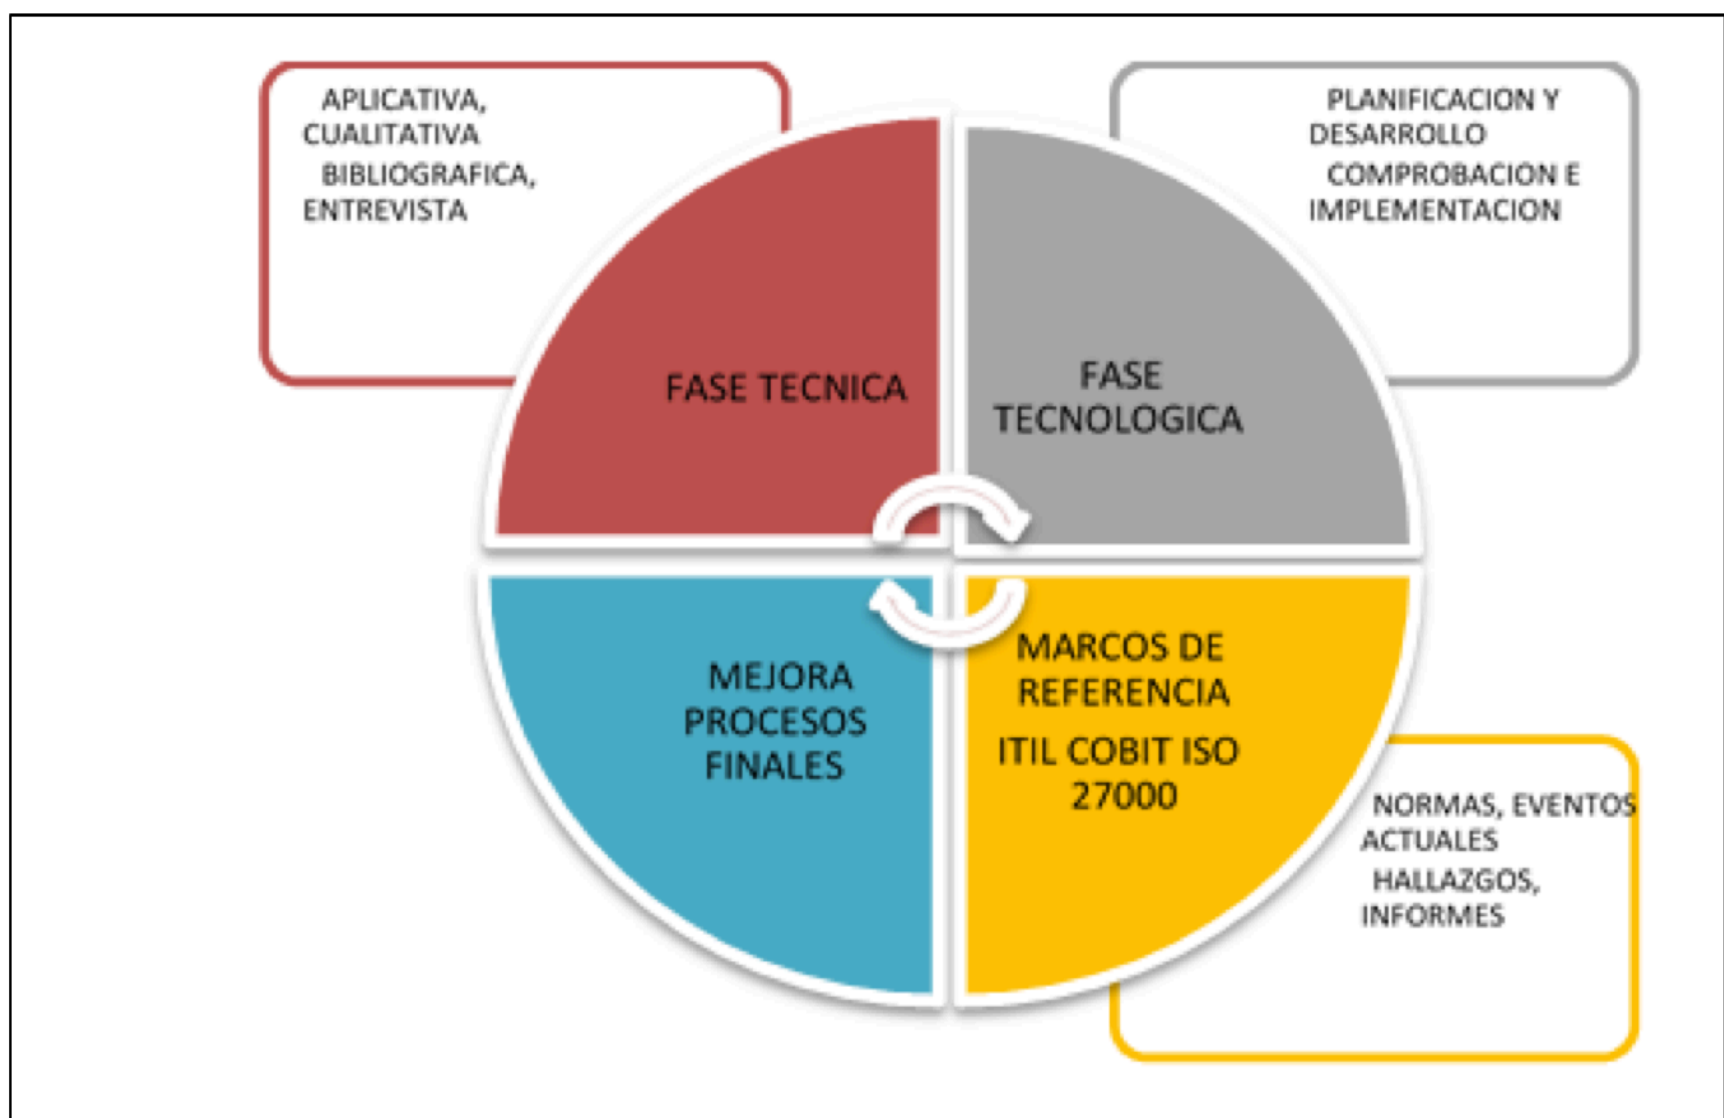 APLICATIVA,
CUALITATIVA
BIBLIOGRAFICA,
ENTREVISTA
PLANIFICACION Y
DESARROLLO
COMPROBACION E
IMPLEMENTACION
FASE TECNICA
FASE
TECNOLOGICA
MEJORA
PROCESOS
FINALES
MARCOS DE
REFERENCIA
ITIL COBIT ISO
27000
NORMAS, EVENTOS
ACTUALES
HALLAZGOS,
INFORMES